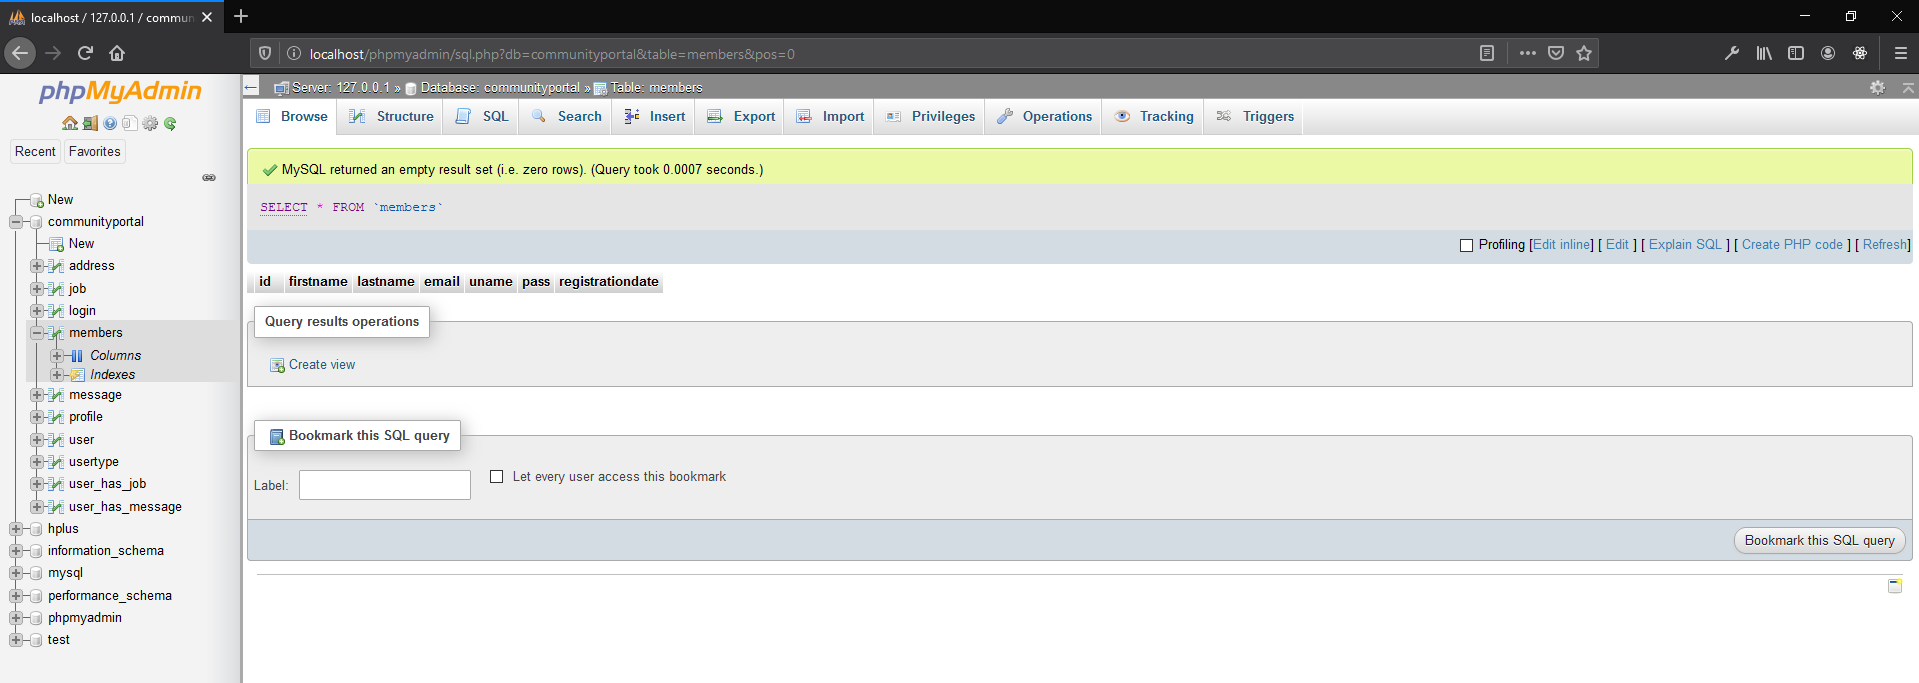 localhost / 127.0.0.1 / commun
localhost/phpmyadmin/sql.php?db=communityportal&table=members&pos=0
phpMyAdmin
Recent Favorites
New
communityportal
New
address
job
login
members
Columns
Indexes
message
profile
user
usertype
user_has_job
user_has_message
hplus
information_schema
mysql
performance_schema
phpmyadmin
test
Server: 127.0.0.1 » Database: communityportal » Table: members
Browse Structure SQL Search Insert Export Import Privileges Operations Tracking Triggers
MySQL returned an empty result set (i.e. zero rows). (Query took 0.0007 seconds.)
SELECT * FROM `members`
Profiling [Edit inline] [ Edit ] [ Explain SQL ] [ Create PHP code ] [ Refresh]
id firstname lastname email uname pass registrationdate
Query results operations
Create view
Bookmark this SQL query
Label: Let every user access this bookmark
Bookmark this SQL query